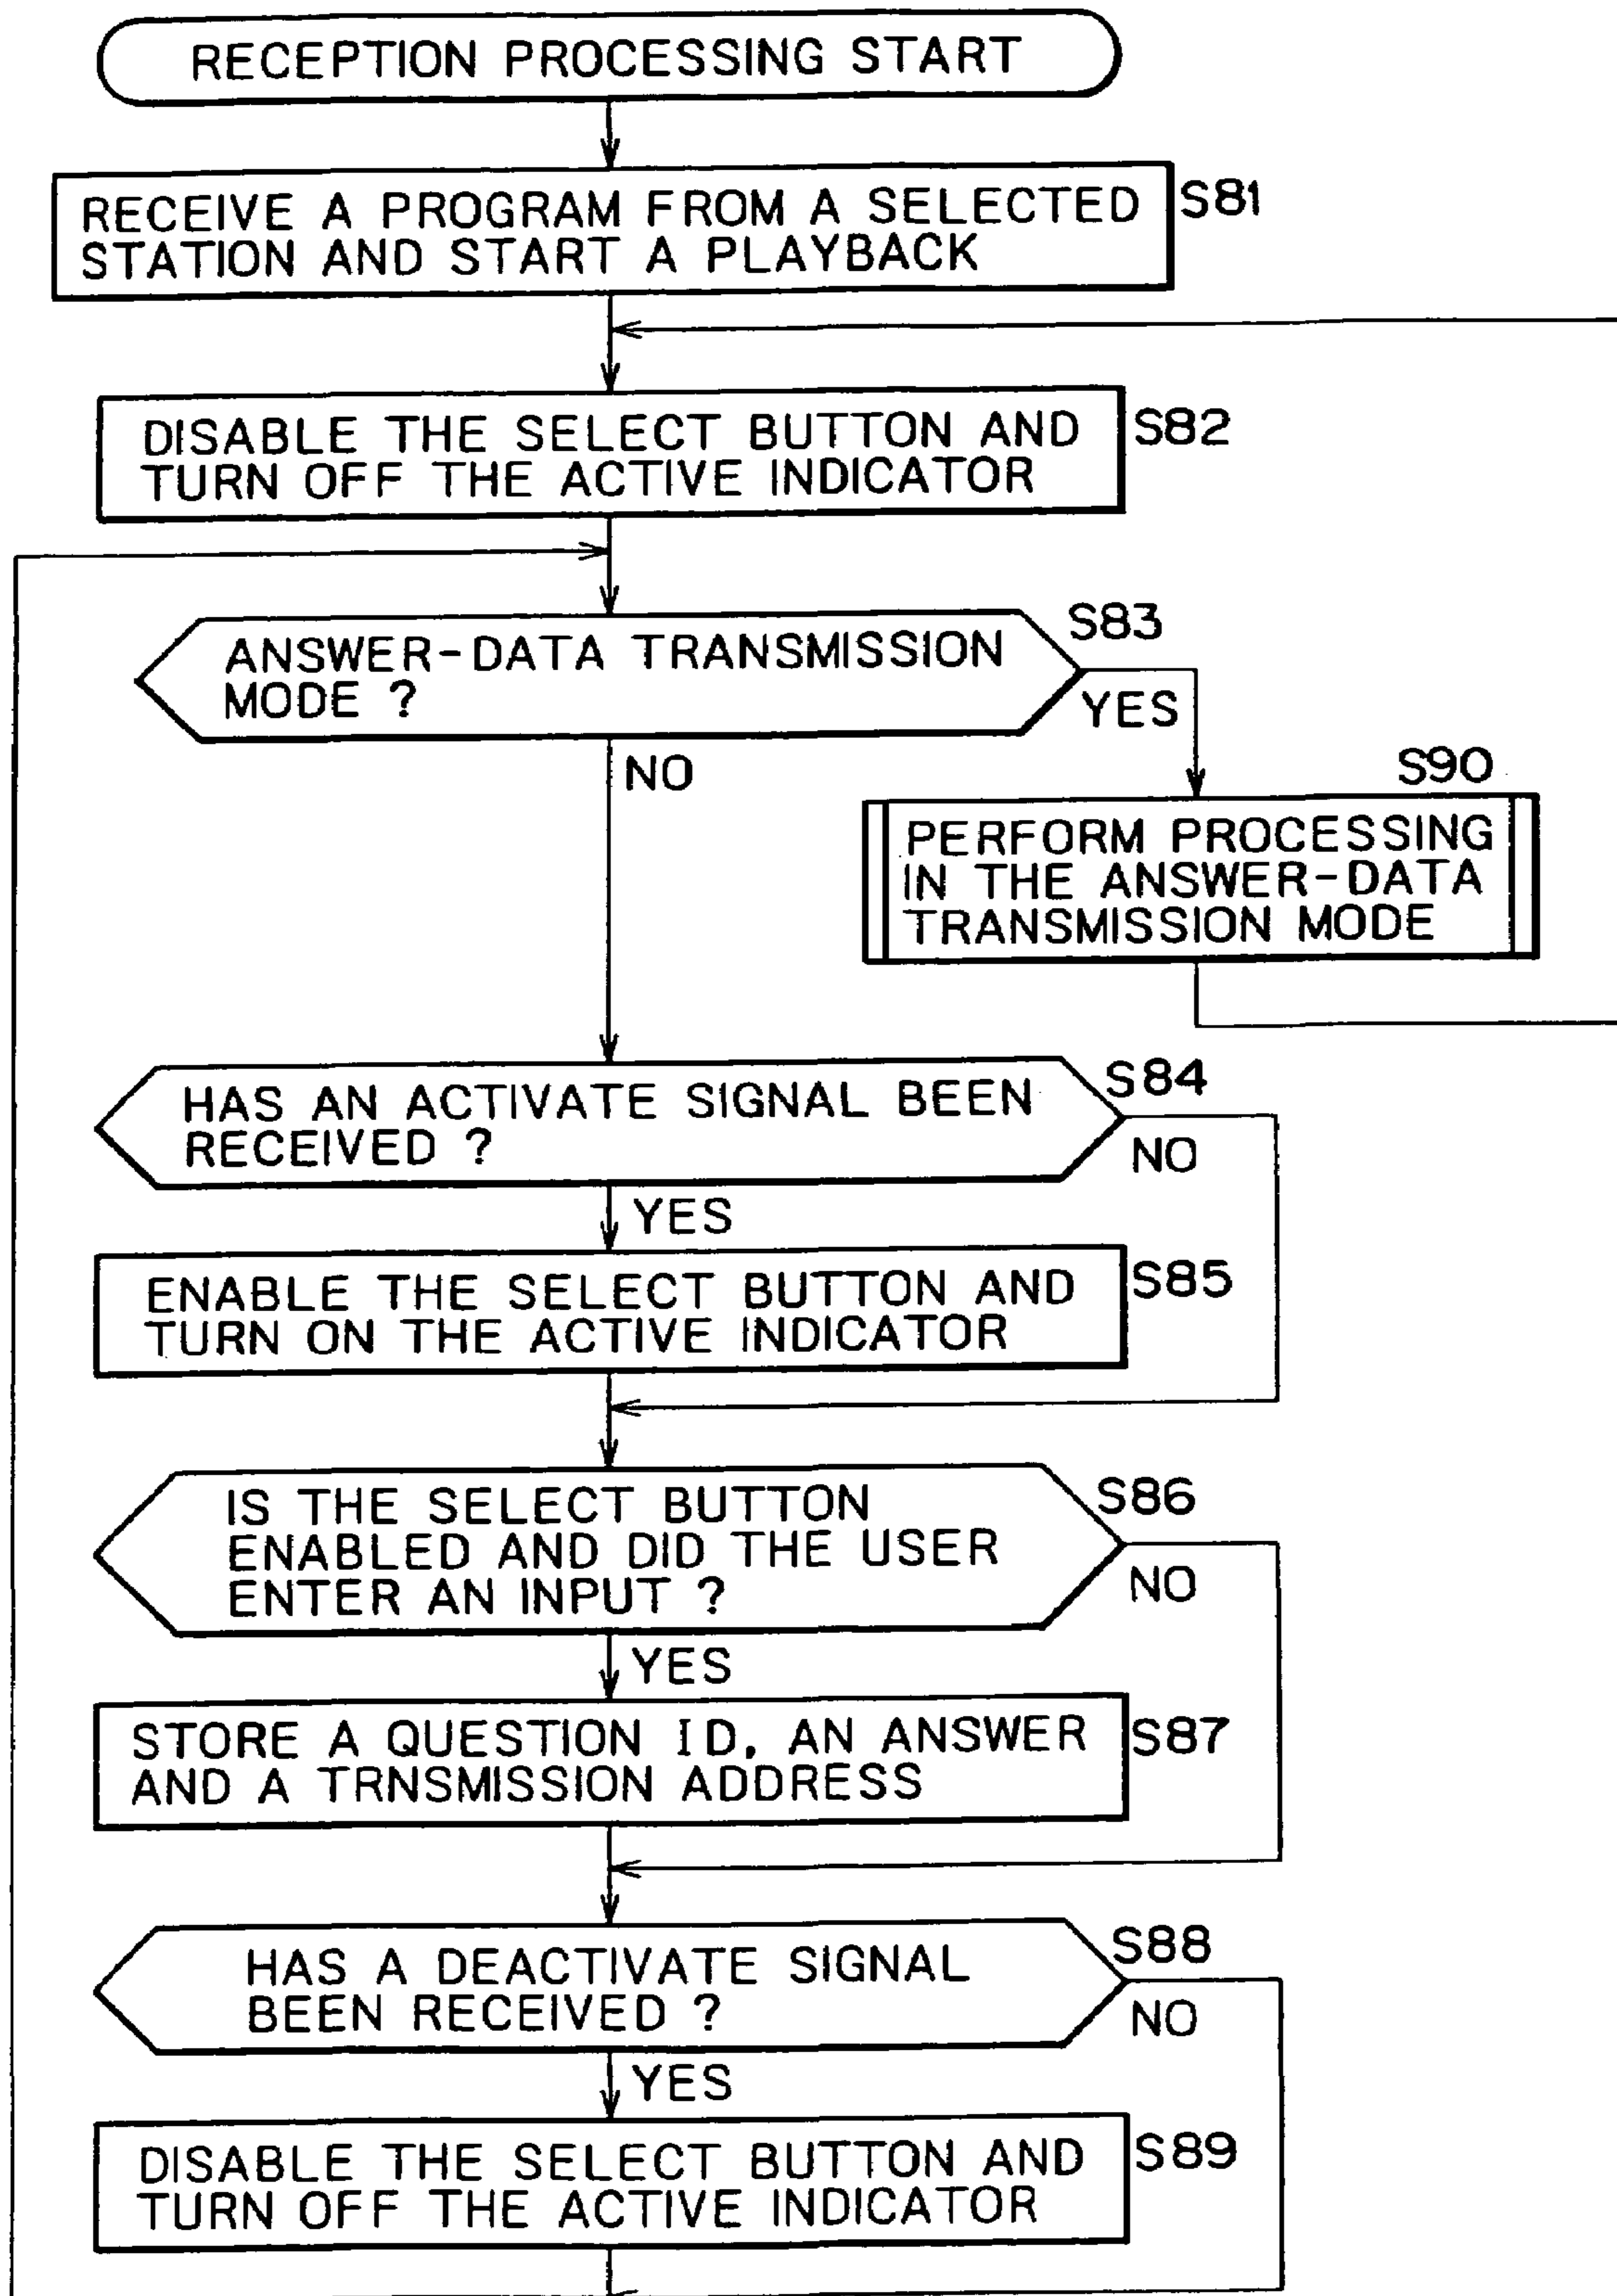 RECEPTION PROCESSING START
RECEIVE A PROGRAM FROM A SELECTED
STATION AND START A PLAYBACK
S81
DISABLE THE SELECT BUTTON AND
TURN OFF THE ACTIVE INDICATOR
S82
ANSWER-DATA TRANSMISSION
MODE ?
S83
YES
NO
S90
PERFORM PROCESSING
IN THE ANSWER-DATA
TRANSMISSION MODE
HAS AN ACTIVATE SIGNAL BEEN
RECEIVED ?
S84
NO
YES
ENABLE THE SELECT BUTTON AND
TURN ON THE ACTIVE INDICATOR
S85
IS THE SELECT BUTTON
ENABLED AND DID THE USER
ENTER AN INPUT ?
S86
NO
YES
STORE A QUESTION ID, AN ANSWER
AND A TRNSMISSION ADDRESS
S87
HAS A DEACTIVATE SIGNAL
BEEN RECEIVED ?
S88
NO
YES
DISABLE THE SELECT BUTTON AND
TURN OFF THE ACTIVE INDICATOR
S89